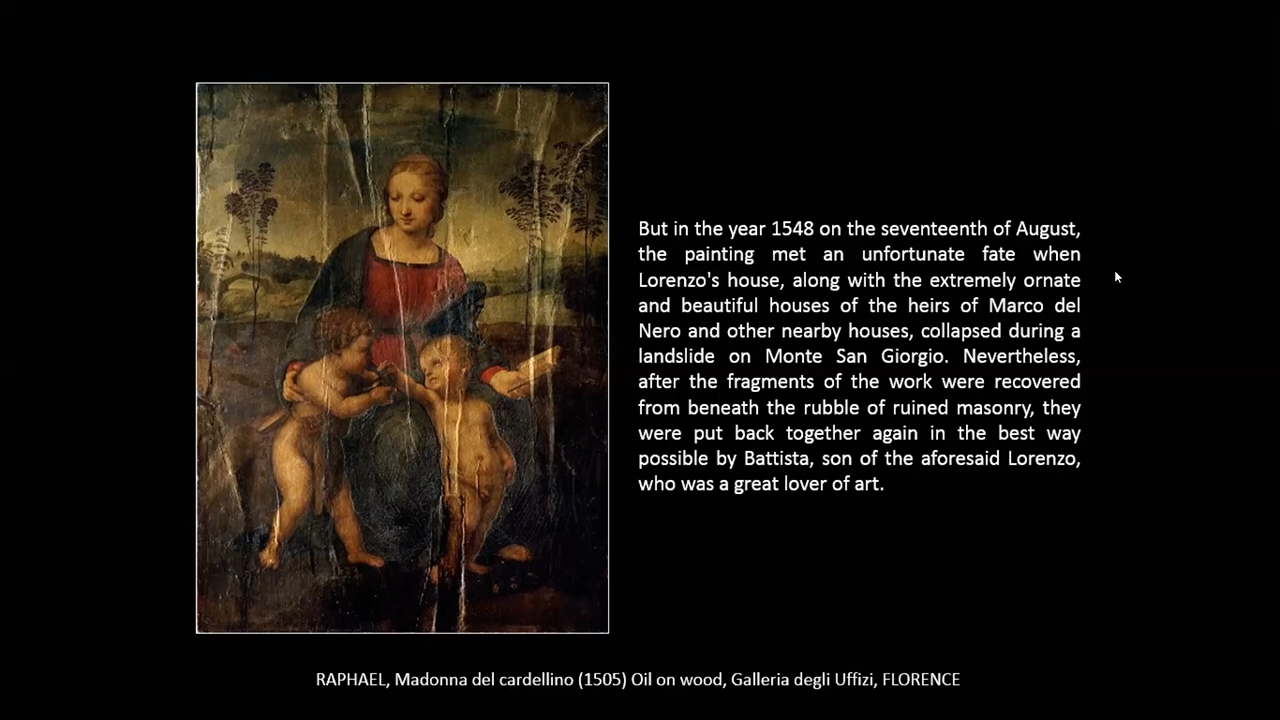 But in the year 1548 on the seventeenth of August,
the painting met an unfortunate fate when
Lorenzo's house, along with the extremely ornate
and beautiful houses of the heirs of Marco del
Nero and other nearby houses, collapsed during a
landslide on Monte San Giorgio. Nevertheless,
after the fragments of the work were recovered
from beneath the rubble of ruined masonry, they
were put back together again in the best way
possible by Battista, son of the aforesaid Lorenzo,
who was a great lover of art.
RAPHAEL, Madonna del cardellino (1505) Oil on wood, Galleria degli Uffizi, FLORENCE